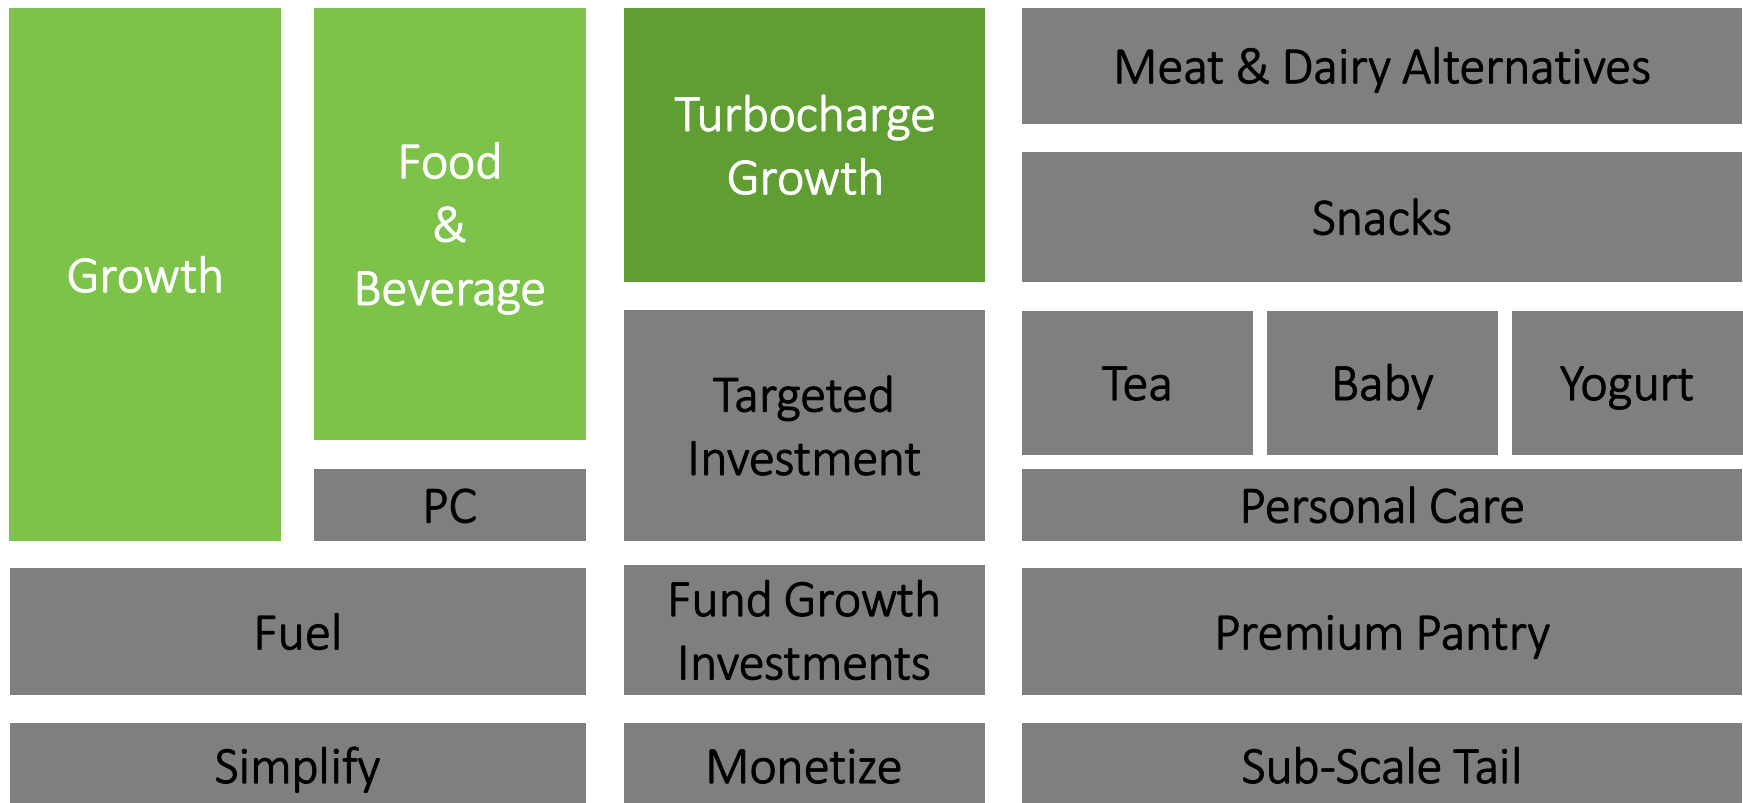 Growth
Food
&
Beverage
PC
Turbocharge
Growth
Targeted
Investment
Meat & Dairy Alternatives
Snacks
Tea
Baby
Yogurt
Personal Care
Fuel
Fund Growth
Investments
Premium Pantry
Simplify
Monetize
Sub-Scale Tail